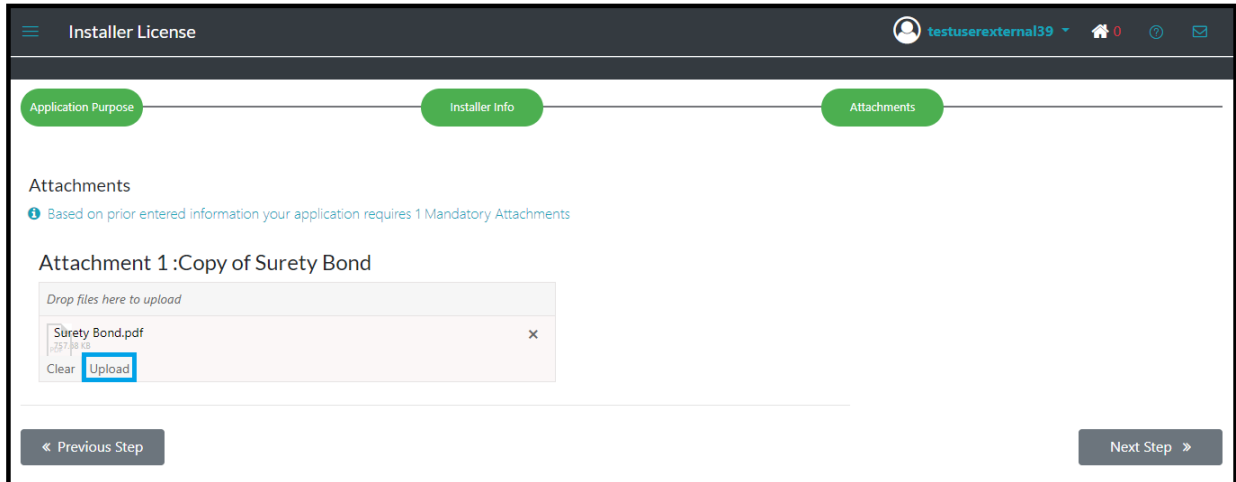 Installer License
testuserexternal39
0
Application Purpose
Installer Info
Attachments
Attachments
Based on prior entered information your application requires 1 Mandatory Attachments
Attachment 1 :Copy of Surety Bond
Drop files here to upload
Surety Bond.pdf
PDF
Clear Upload
« Previous Step
Next Step »